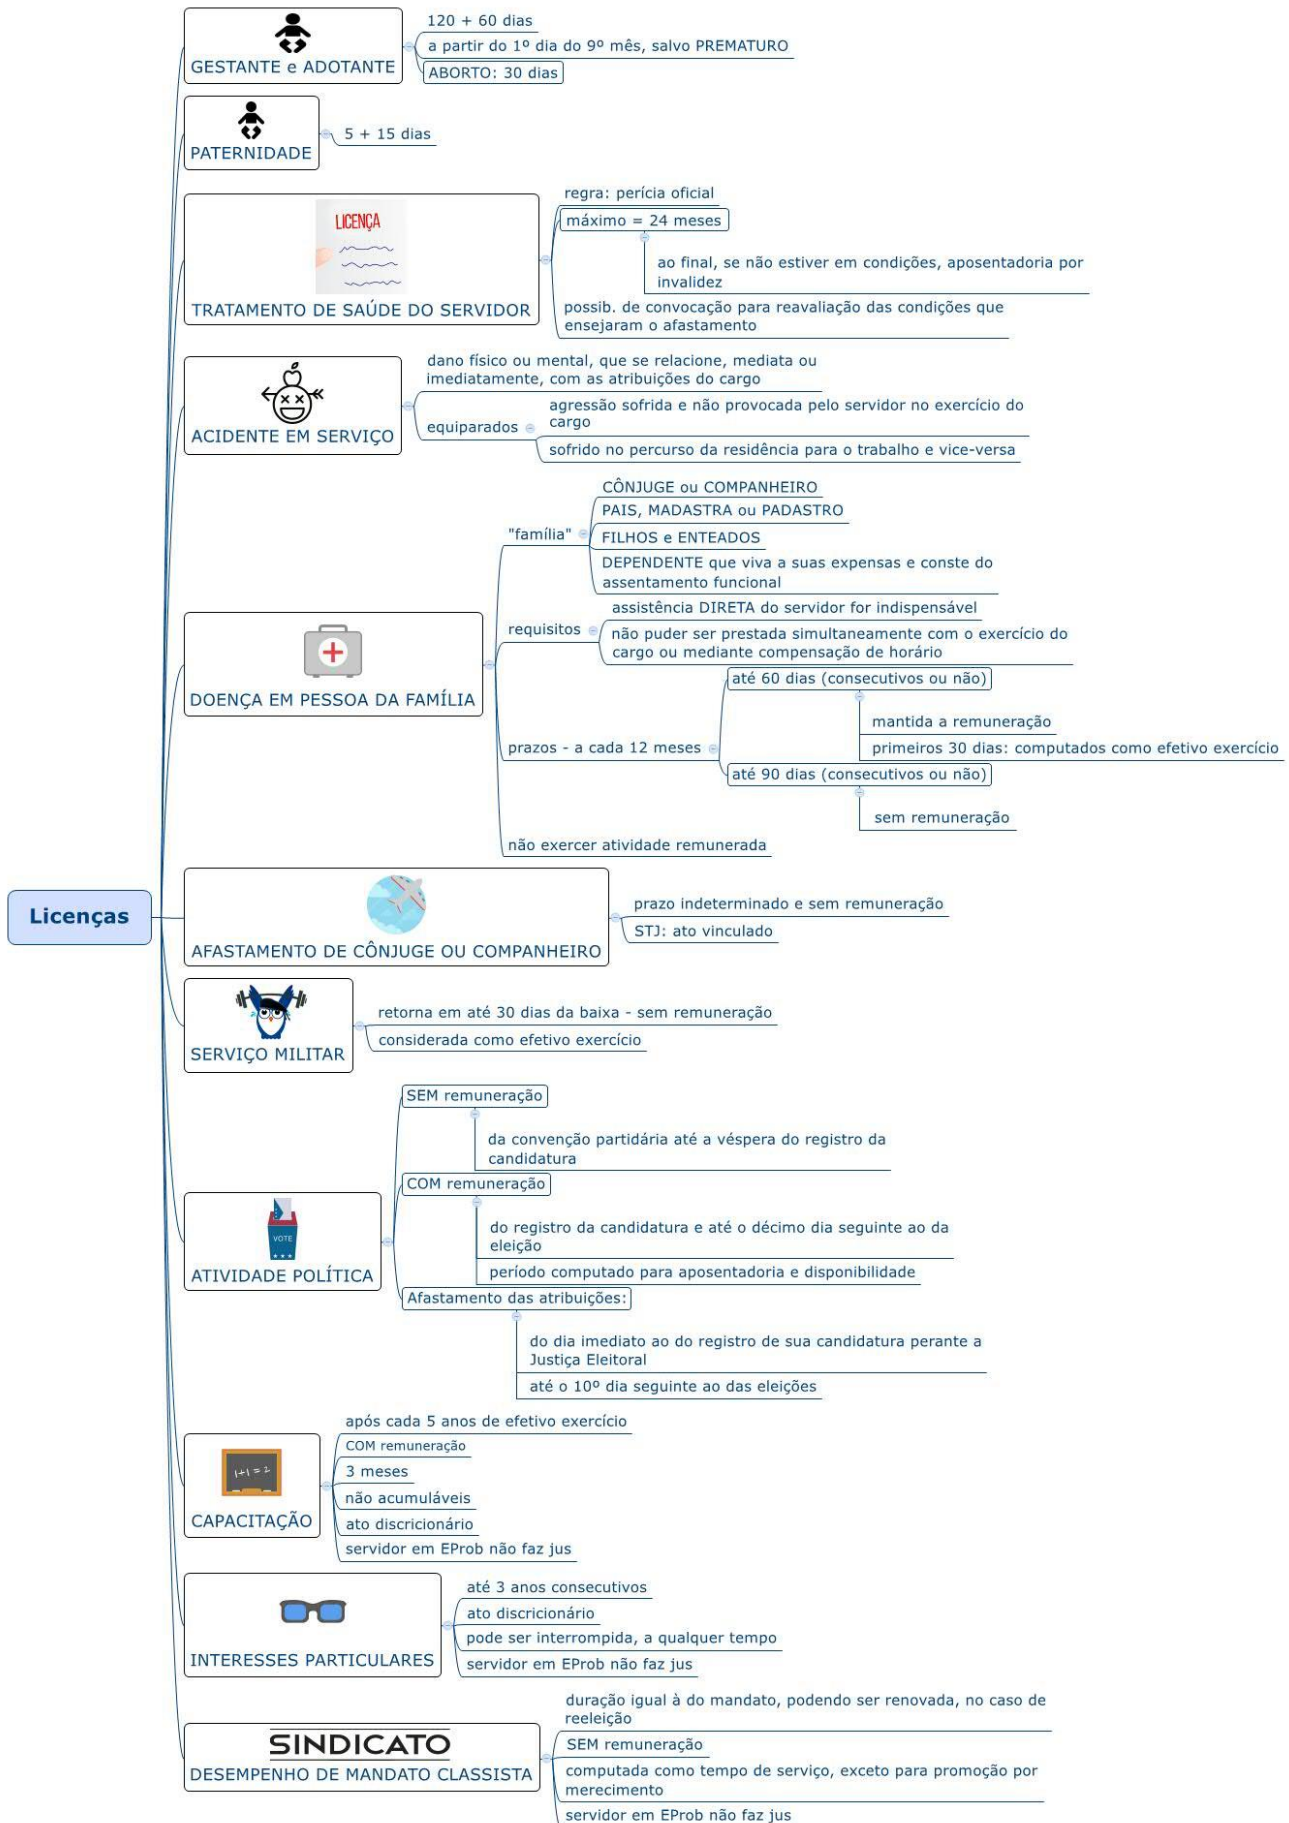 120 + 60 dias
a partir do 1º dia do 9º mês, salvo PREMATURO
GESTANTE e ADOTANTE
ABORTO: 30 dias
5 + 15 dias
PATERNIDADE
regra: perícia oficial
máximo = 24 meses
LICENÇA
ao final, se não estiver em condições, aposentadoria por
invalidez
TRATAMENTO DE SAÚDE DO SERVIDOR
possib. de convocação para reavaliação das condições que
ensejaram o afastamento
dano físico ou mental, que se relacione, mediata ou
imediatamente, com as atribuições do cargo
ACIDENTE EM SERVIÇO
equiparados
agressão sofrida e não provocada pelo servidor no exercício do
cargo
sofrido no percurso da residência para o trabalho e vice-versa
"família"
CÔNJUGE ou COMPANHEIRO
PAIS, MADASTRA ou PADASTRO
FILHOS e ENTEADOS
DEPENDENTE que viva a suas expensas e conste do
assentamento funcional
requisitos
assistência DIRETA do servidor for indispensável
não puder ser prestada simultaneamente com o exercício do
cargo ou mediante compensação de horário
DOENÇA EM PESSOA DA FAMÍLIA
prazos - a cada 12 meses
até 60 dias (consecutivos ou não)
mantida a remuneração
primeiros 30 dias: computados como efetivo exercício
até 90 dias (consecutivos ou não)
sem remuneração
não exercer atividade remunerada
Licenças
AFASTAMENTO DE CÔNJUGE OU COMPANHEIRO
prazo indeterminado e sem remuneração
STJ: ato vinculado
SERVIÇO MILITAR
retorna em até 30 dias da baixa - sem remuneração
considerada como efetivo exercício
SEM remuneração
da convenção partidária até a véspera do registro da
candidatura
COM remuneração
do registro da candidatura e até o décimo dia seguinte ao da
eleição
período computado para aposentadoria e disponibilidade
VOTE
ATIVIDADE POLÍTICA
Afastamento das atribuições:
do dia imediato ao do registro de sua candidatura perante a
Justiça Eleitoral
até o 10º dia seguinte ao das eleições
após cada 5 anos de efetivo exercício
COM remuneração
3 meses
1+1 = 2
não acumuláveis
CAPACITAÇÃO
ato discricionário
servidor em EProb não faz jus
até 3 anos consecutivos
ato discricionário
pode ser interrompida, a qualquer tempo
INTERESSES PARTICULARES
servidor em EProb não faz jus
duração igual à do mandato, podendo ser renovada, no caso de
reeleição
SINDICATO
SEM remuneração
DESEMPENHO DE MANDATO CLASSISTA
computada como tempo de serviço, exceto para promoção por
merecimento
servidor em EProb não faz jus